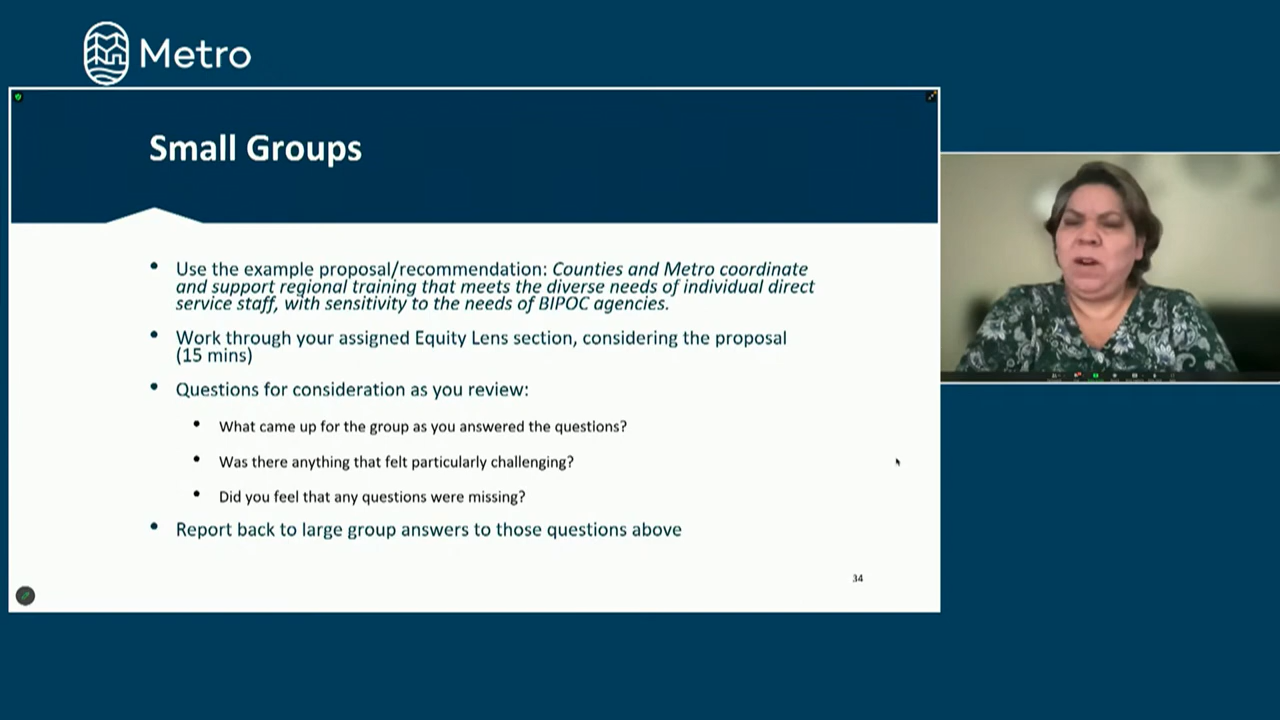 Metro
Small Groups
Use the example proposal/recommendation: Counties and Metro coordinate
and support regional training that meets the diverse needs of individual direct
service staff, with sensitivity to the needs of BIPOC agencies.
Work through your assigned Equity Lens section, considering the proposal
(15 mins)
Questions for consideration as you review:
What came up for the group as you answered the questions?
Was there anything that felt particularly challenging?
Did you feel that any questions were missing?
Report back to large group answers to those questions above
34